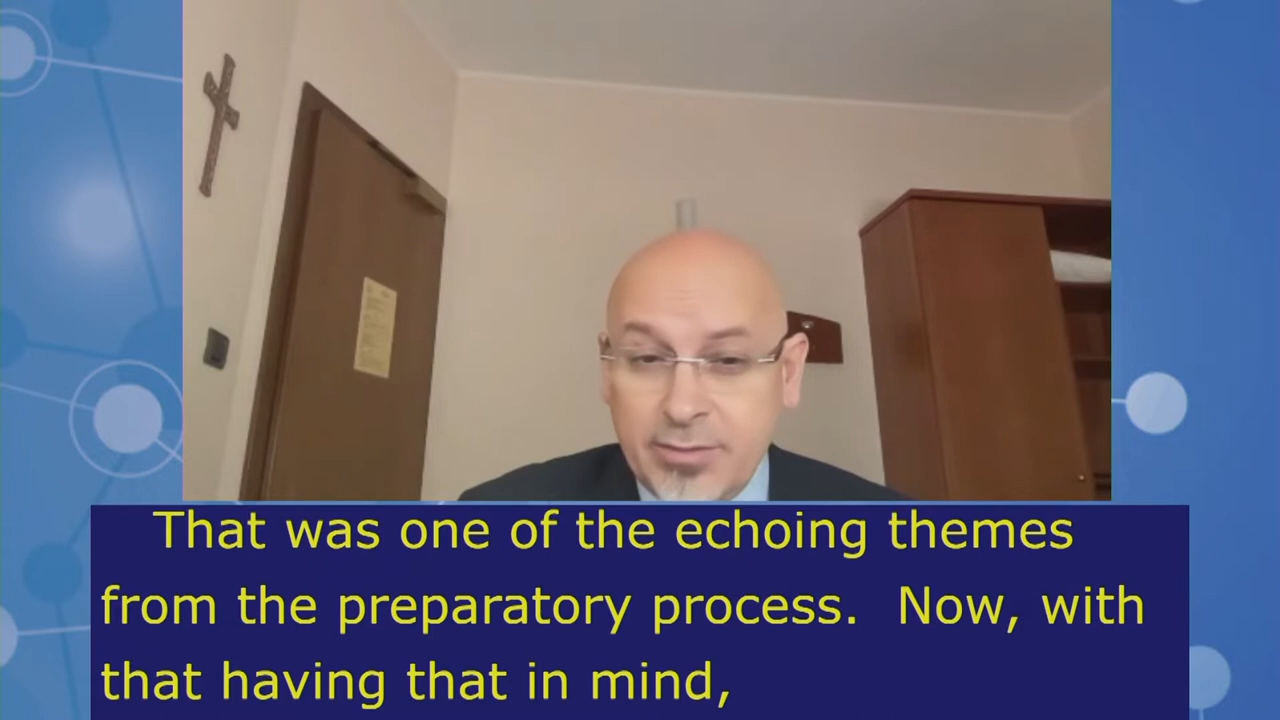 That was one of the echoing themes
from the preparatory process.  Now, with
that having that in mind,